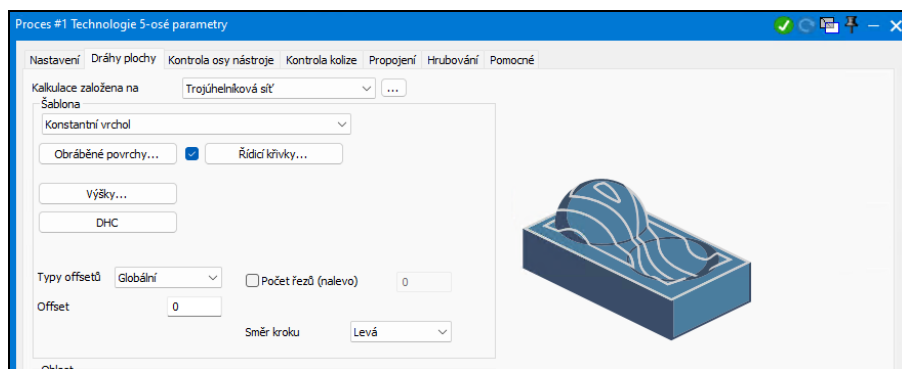 Proces #1 Technologie 5-osé parametry
Nastavení Dráhy plochy Kontrola osy nástroje Kontrola kolize Propojení Hrubování Pomocné
Kalkulace založena na Trojúhelníková síť ...
Šablona
Konstantní vrchol
Obráběné povrchy... Řídicí křivky...
Výšky...
DHC
Typy offsetů Globální Počet řezů (nalevo) 0
Offset 0
Směr kroku Levá
Oblast